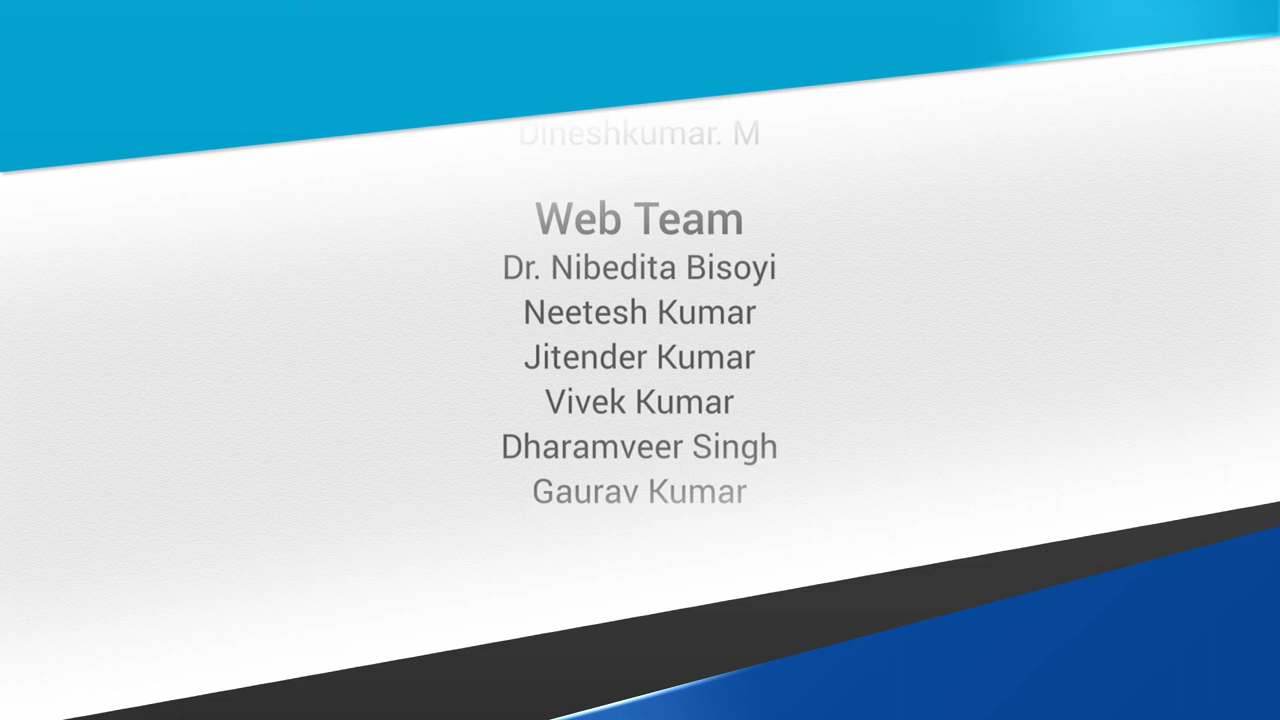 Dineshkumar. M
Web Team
Dr. Nibedita Bisoyi
Neetesh Kumar
Jitender Kumar
Vivek Kumar
Dharamveer Singh
Gaurav Kumar